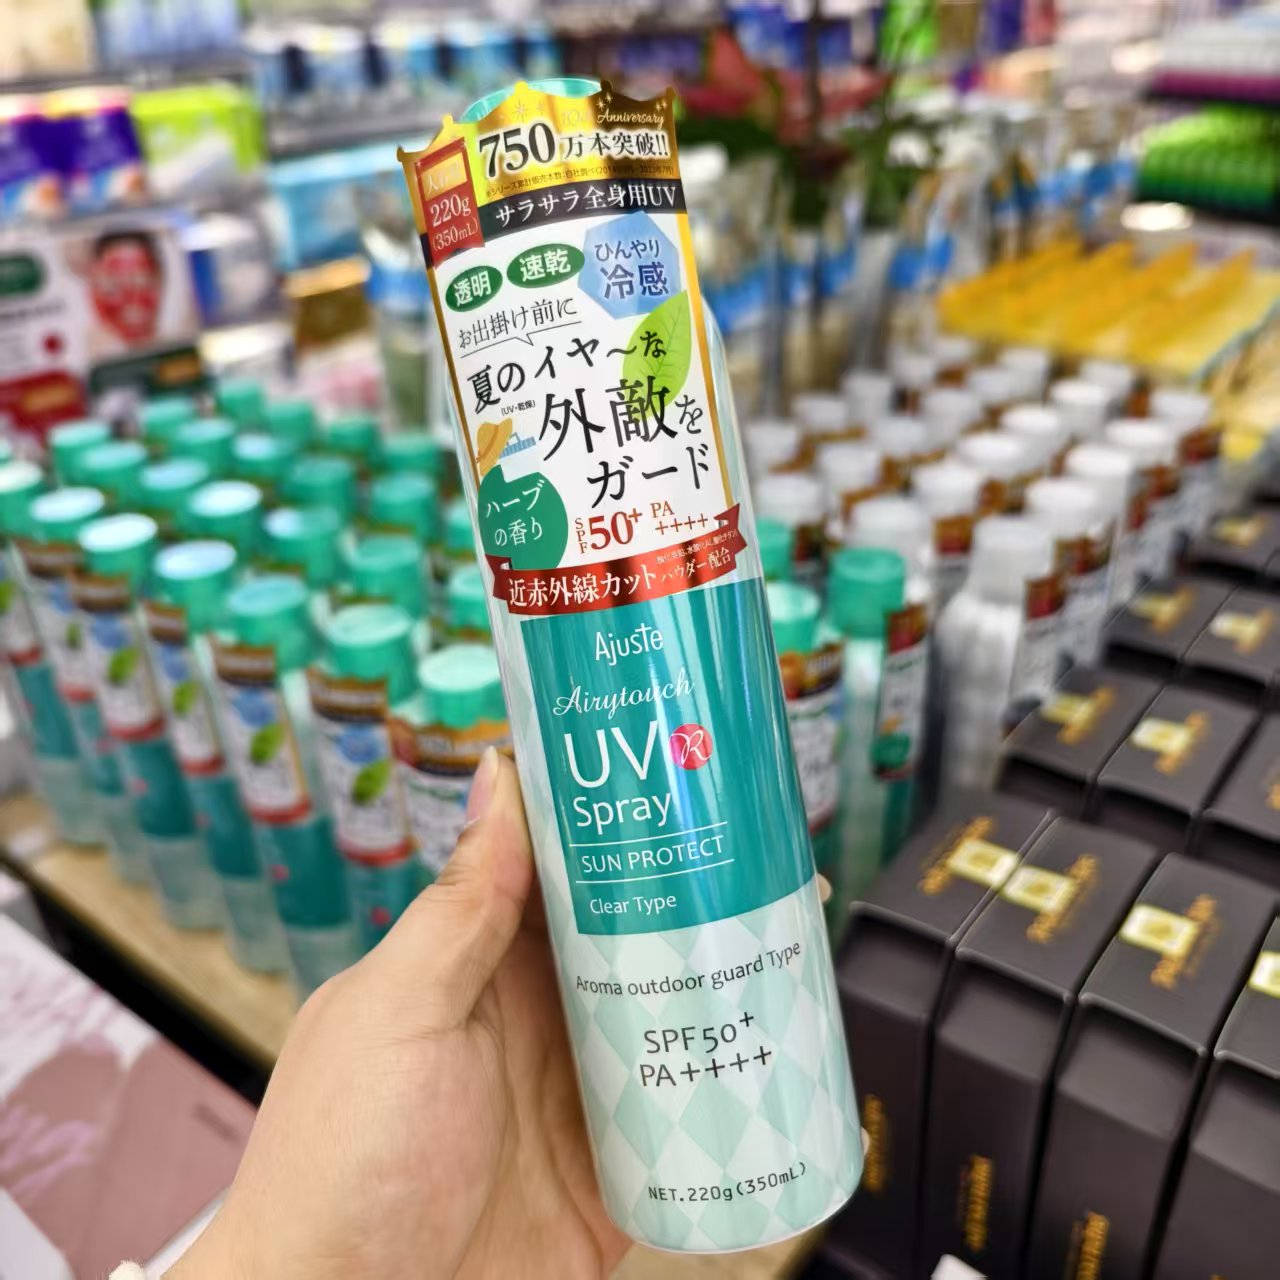 Anniversary
750万本突破!!
220g
(350mL)
サラサラ全身用UV
透明
速乾
ひんやり
冷感
お出掛け前に
夏のイヤ〜な
(UV・乾燥)
外敵を
ガード
ハーブ
の香り
SPF50+ PA++++
近赤外線カット
パウダー配合
Ajuste
Airytouch
UV R
Spray
SUN PROTECT
Clear Type
Aroma outdoor guard Type
SPF50+
PA++++
NET.220g(350mL)